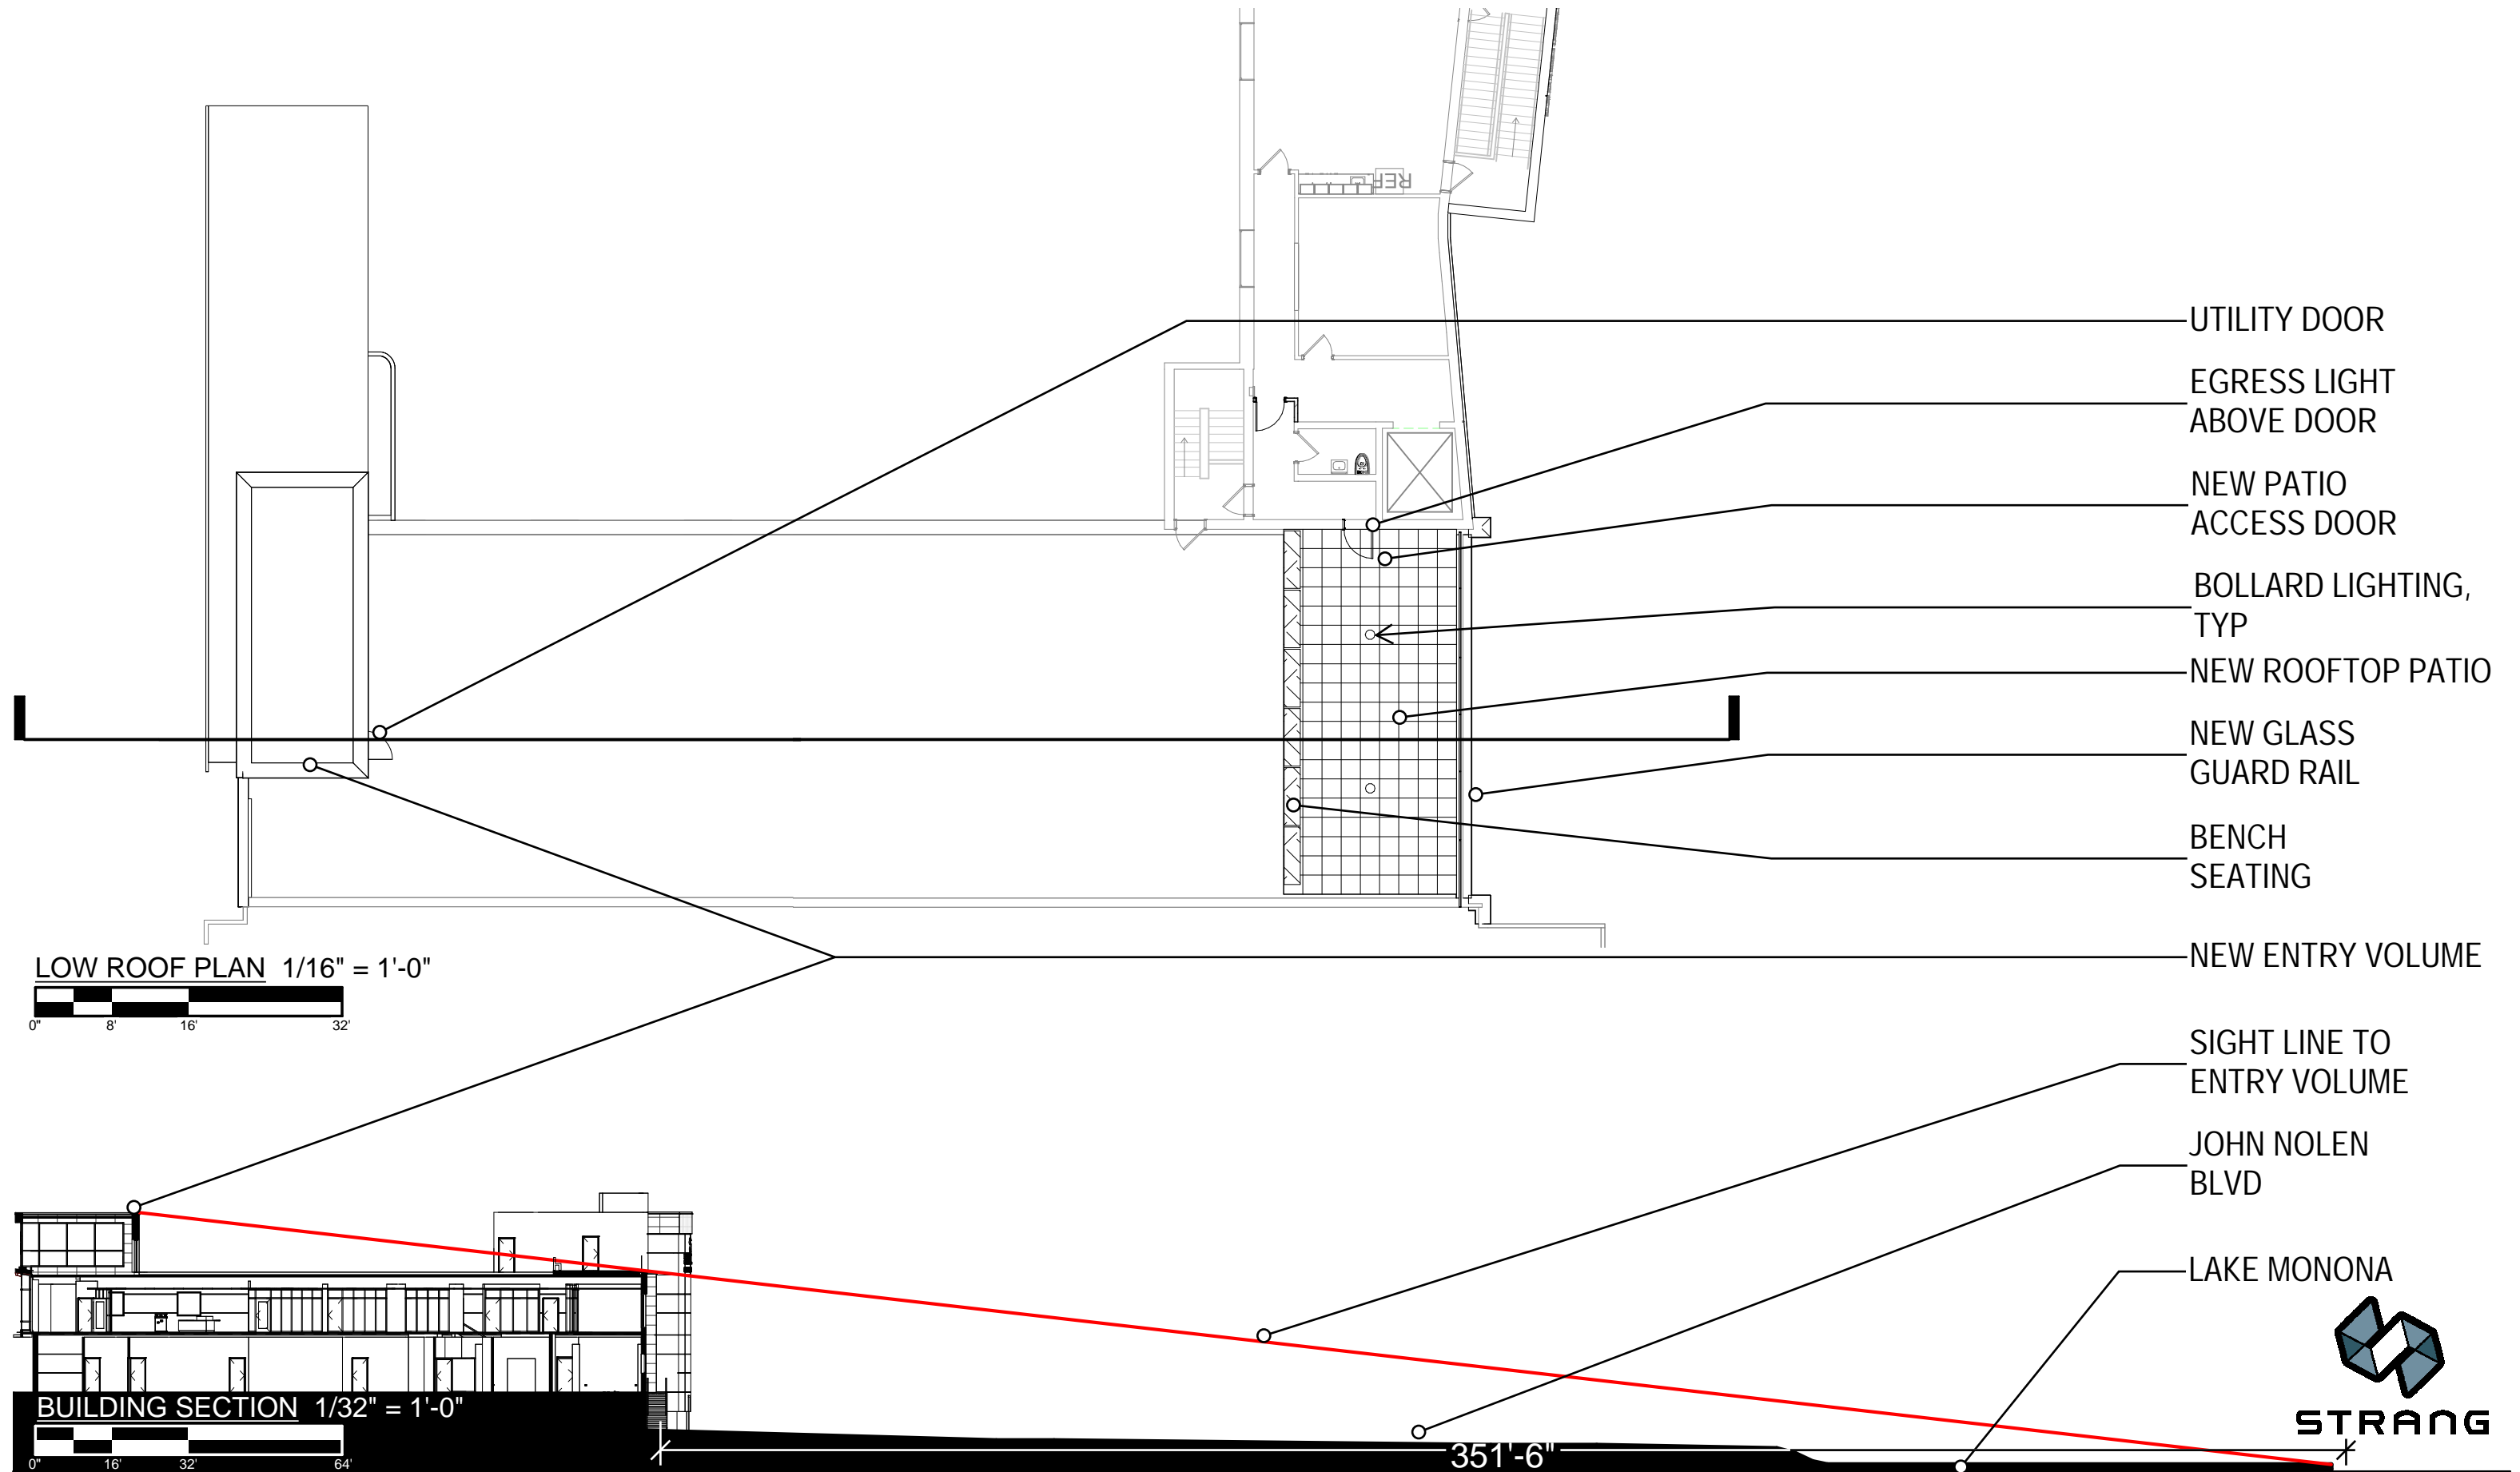 REF
UTILITY DOOR
EGRESS LIGHT
ABOVE DOOR
NEW PATIO
ACCESS DOOR
BOLLARD LIGHTING,
TYP
NEW ROOFTOP PATIO
NEW GLASS
GUARD RAIL
BENCH
SEATING
NEW ENTRY VOLUME
LOW ROOF PLAN 1/16" = 1'-0"
0" 8' 16' 32'
SIGHT LINE TO
ENTRY VOLUME
JOHN NOLEN
BLVD
LAKE MONONA
STRANG
BUILDING SECTION 1/32" = 1'-0"
0" 16' 32' 64'
351'-6"